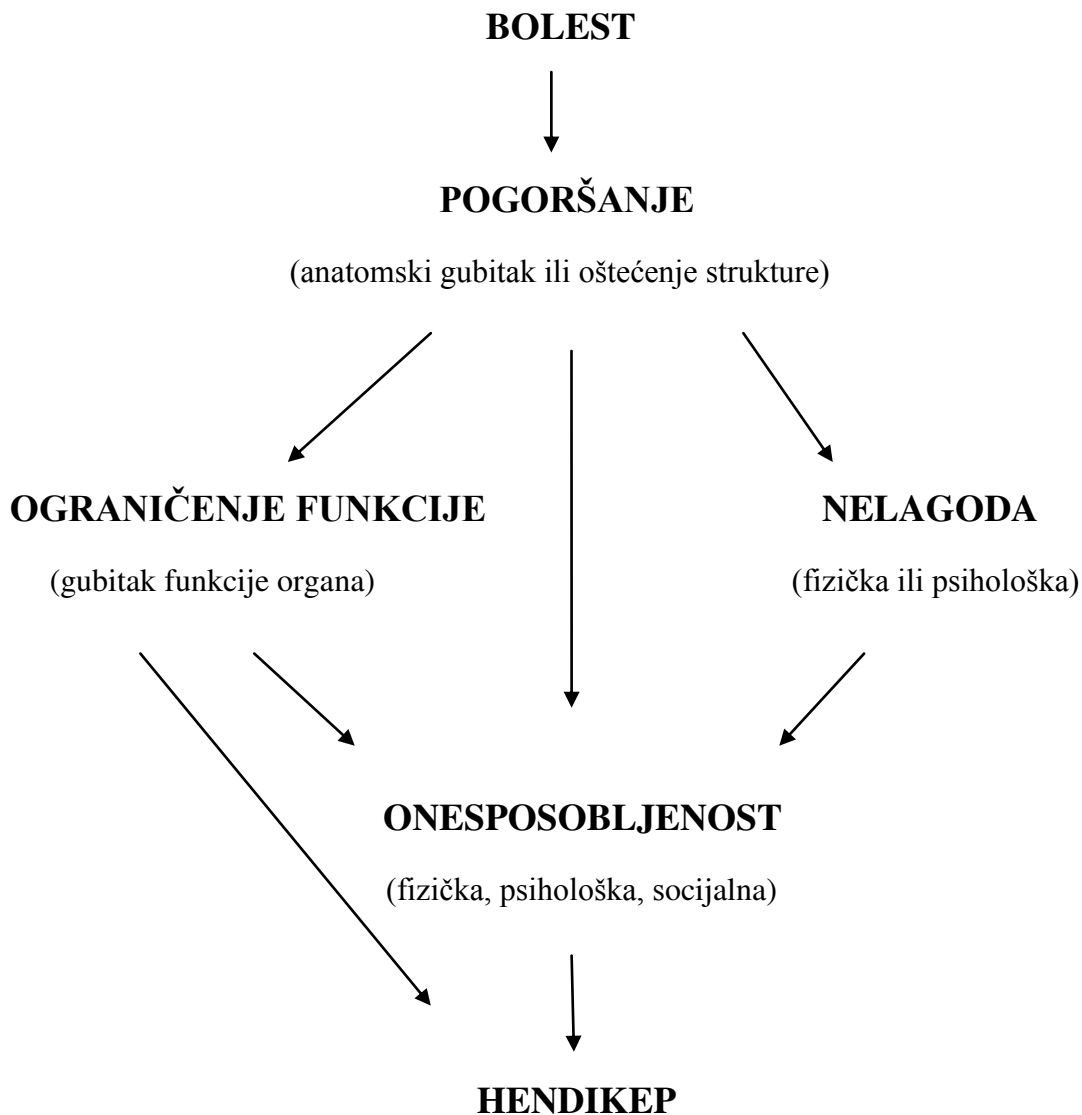 BOLEST
POGORŠANJE
(anatomski gubitak ili oštećenje strukture)
OGRANIČENJE FUNKCIJE
NELAGODA
(gubitak funkcije organa)
(fizička ili psihološka)
ONESPOSOBLJENOST
(fizička, psihološka, socijalna)
HENDIKEP